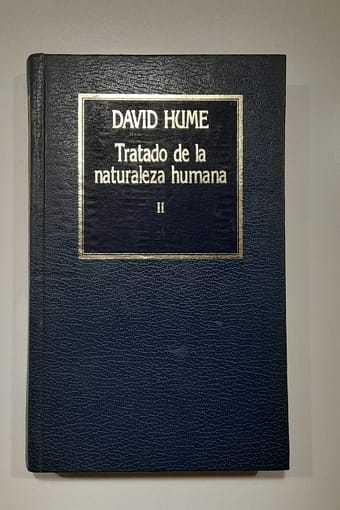 DAVID HUME
Tratado de la
naturaleza humana
II